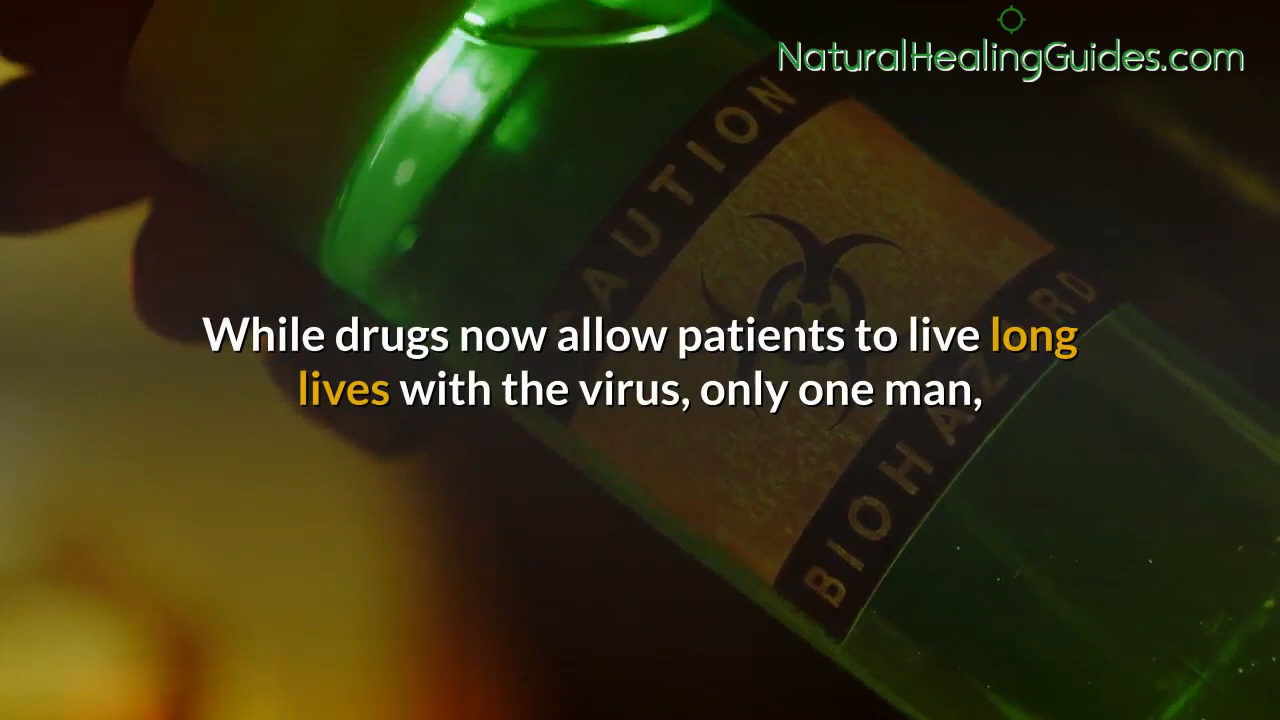 NaturalHealingGuides.com
CAUTION
While drugs now allow patients to live long
lives with the virus, only one man,
BIOHAZARD